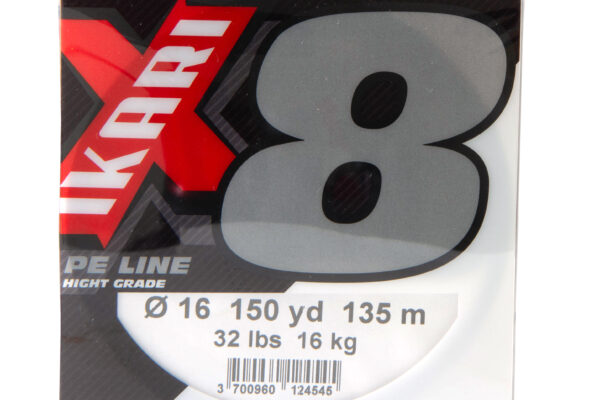 X8
IKARI
PE LINE
HIGHT GRADE
Ø 16 150 yd 135 m
32 lbs 16 kg
3 700960 124545